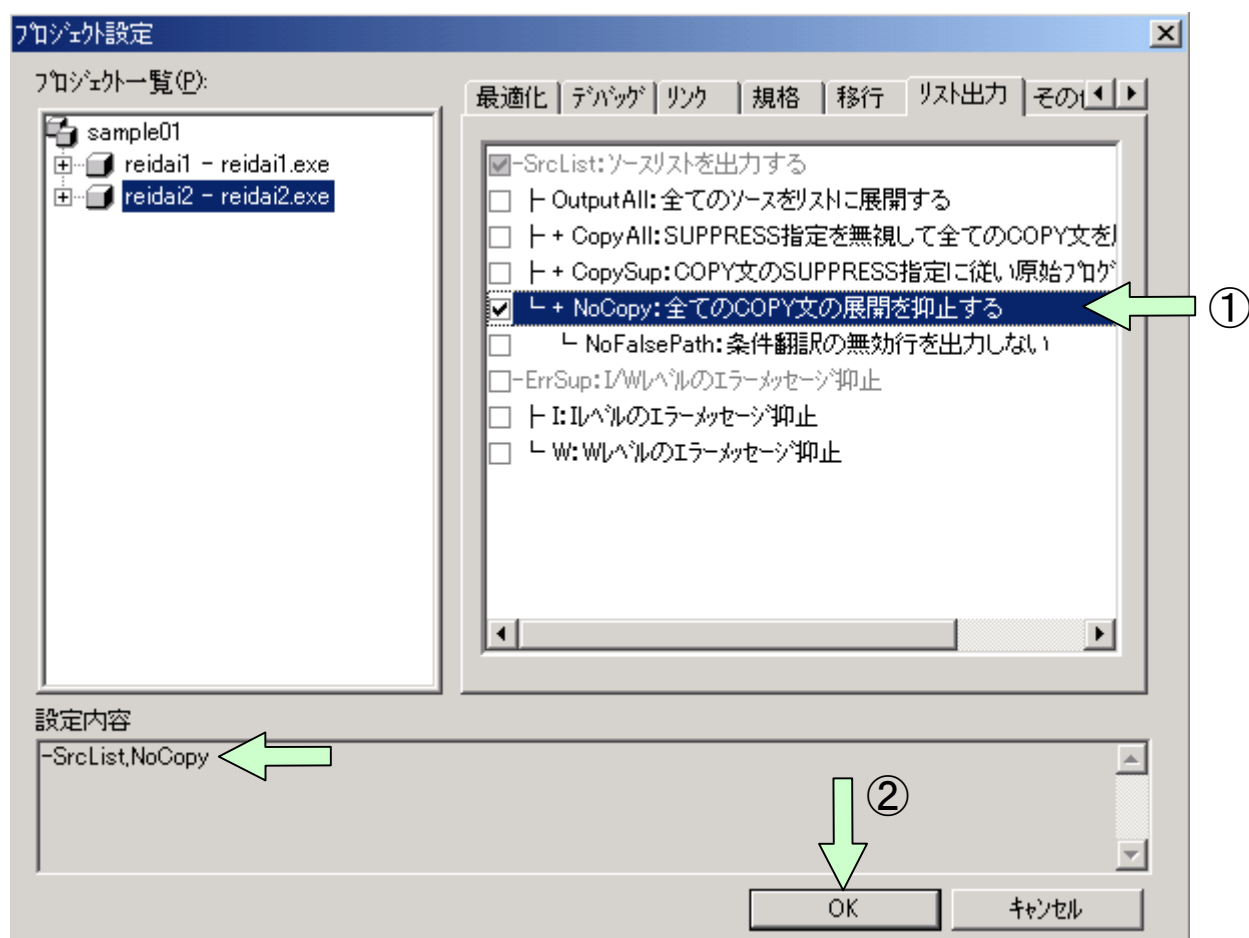 プロジェクト設定
プロジェクト一覧(P):
sample01
reidai1 - reidai1.exe
reidai2 - reidai2.exe
最適化 デバッグ リンク 規格 移行 リスト出力 その
-SrcList:ソースリストを出力する
├ OutputAll:全てのソースをリストに展開する
├ + CopyAll:SUPPRESS指定を無視して全てのCOPY文を
├ + CopySup:COPY文のSUPPRESS指定に従い原始プログ
└ + NoCopy:全てのCOPY文の展開を抑止する
①
└ NoFalsePath:条件翻訳の無効行を出力しない
-ErrSup:I/Wレベルのエラーメッセージ抑止
├ I:Iレベルのエラーメッセージ抑止
└ W:Wレベルのエラーメッセージ抑止
設定内容
-SrcList,NoCopy
②
OK
キャンセル